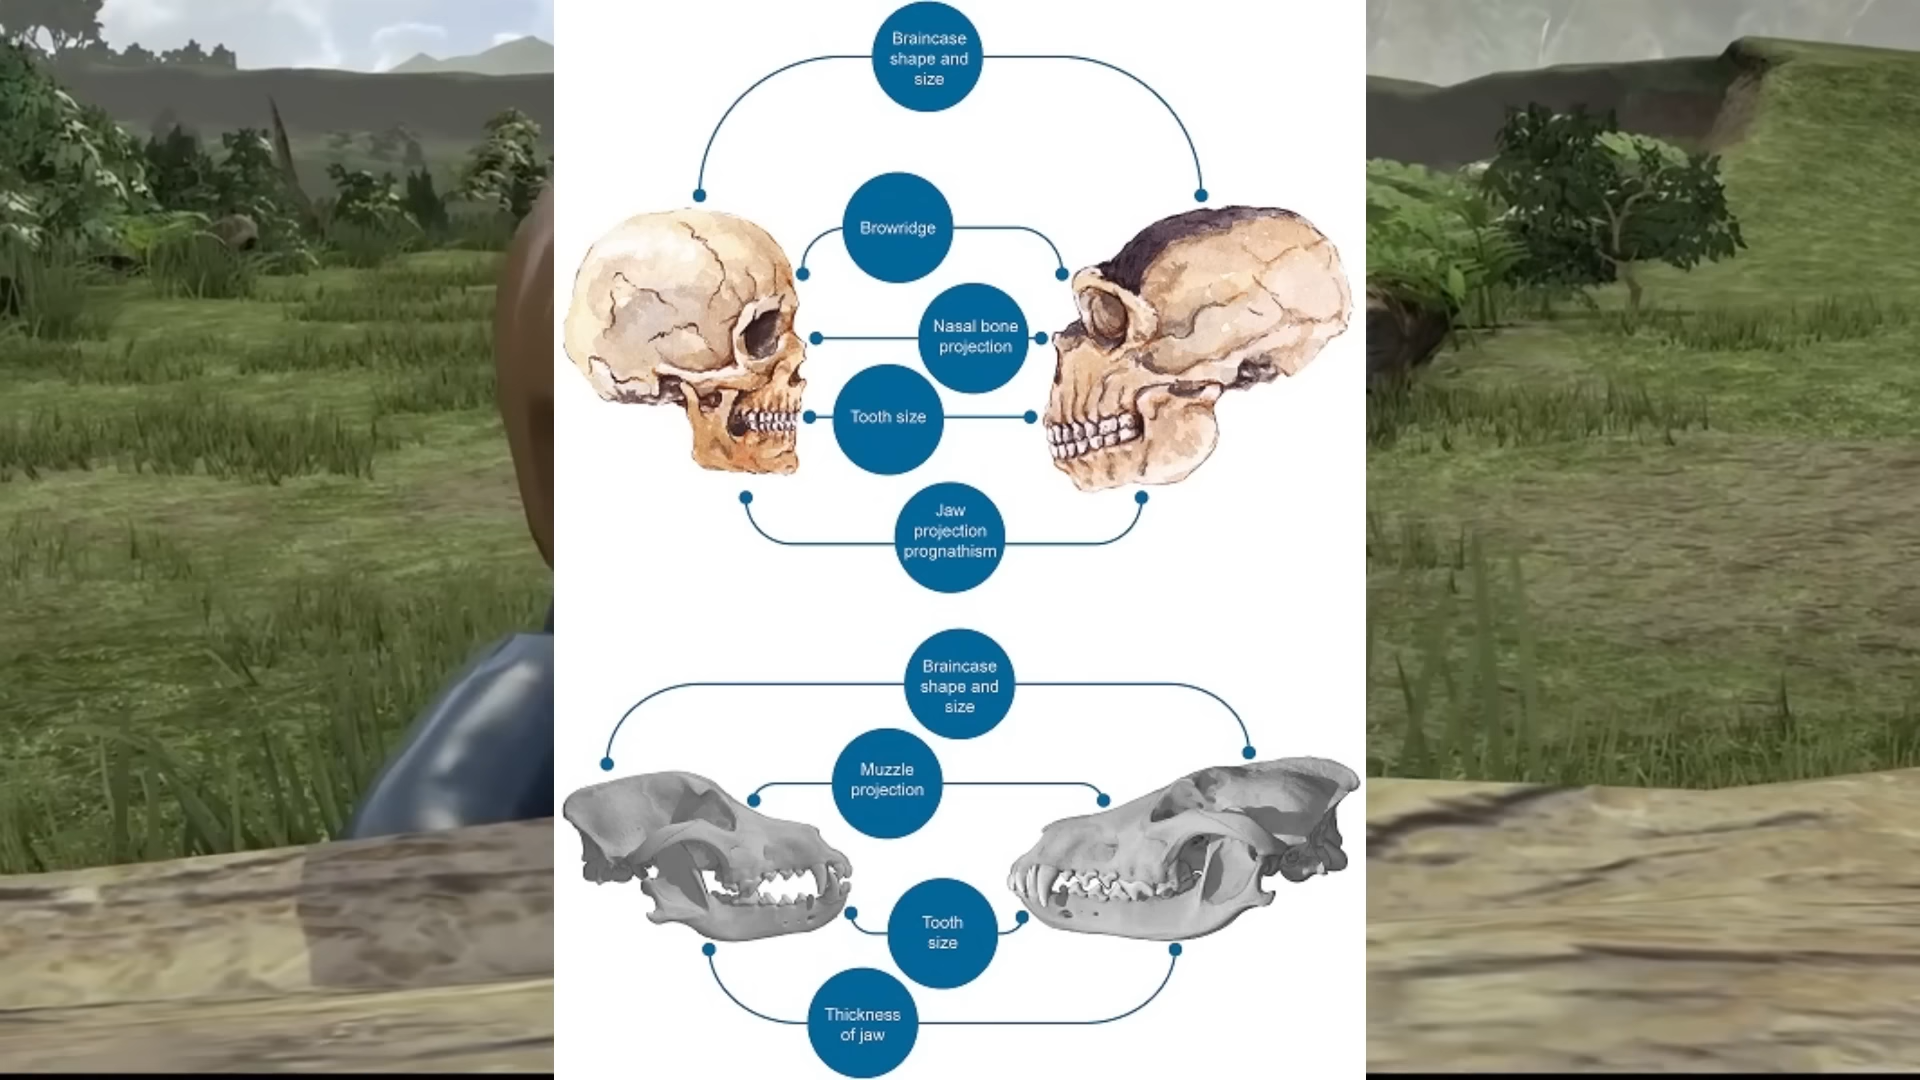 Braincase
shape and
size
Browridge
Nasal bone
projection
Tooth size
Jaw
projection
prognathism
Braincase
shape and
size
Muzzle
projection
Tooth
size
Thickness
of jaw